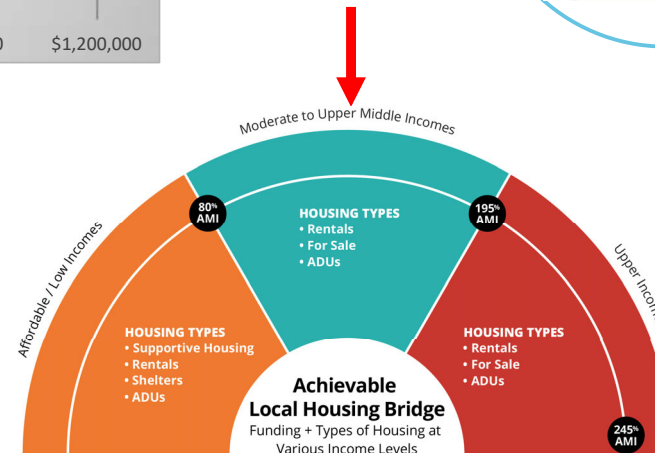 $1,200,000
Moderate to Upper Middle Incomes
80% AMI
195% AMI
HOUSING TYPES
• Rentals
• For Sale
• ADUs
Affordable / Low Incomes
Upper
HOUSING TYPES
• Supportive Housing
• Rentals
• Shelters
• ADUs
HOUSING TYPES
• Rentals
• For Sale
• ADUs
Achievable
Local Housing Bridge
Funding + Types of Housing at
Various Income Levels
245% AMI